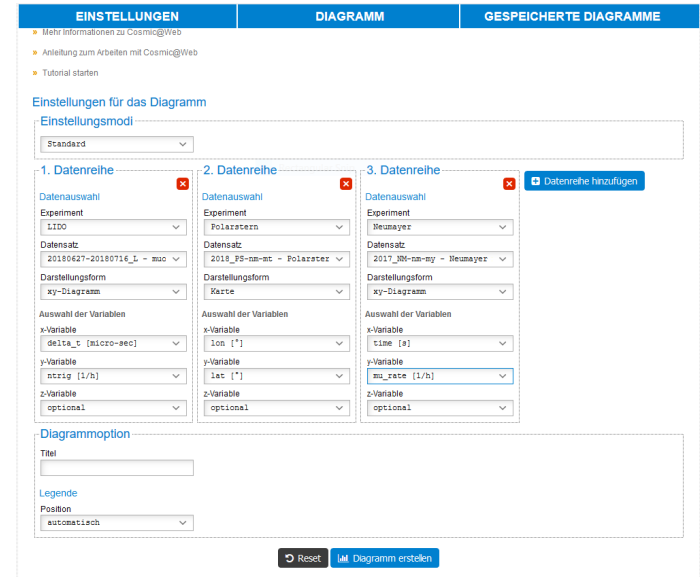 EINSTELLUNGEN DIAGRAMM GESPEICHERTE DIAGRAMME
» Mehr Informationen zu Cosmic@Web
» Anleitung zum Arbeiten mit Cosmic@Web
» Tutorial starten
Einstellungen für das Diagramm
Einstellungsmodi
Standard
1. Datenreihe
Datenauswahl
Experiment
LIDO
Datensatz
20180627-20180716_L - muc
Darstellungsform
xy-Diagramm
Auswahl der Variablen
x-Variable
delta_t [micro-sec]
y-Variable
ntrig [1/h]
z-Variable
optional
2. Datenreihe
Datenauswahl
Experiment
Polarstern
Datensatz
2018_PS-nm-mt - Polarster
Darstellungsform
Karte
Auswahl der Variablen
x-Variable
lon [°]
y-Variable
lat [°]
z-Variable
optional
3. Datenreihe
Datenauswahl
Experiment
Neumayer
Datensatz
2017_NM-nm-my - Neumayer
Darstellungsform
xy-Diagramm
Auswahl der Variablen
x-Variable
time [s]
y-Variable
mu_rate [1/h]
z-Variable
optional
Datenreihe hinzufügen
Diagrammoption
Titel
Legende
Position
automatisch
Reset
Diagramm erstellen